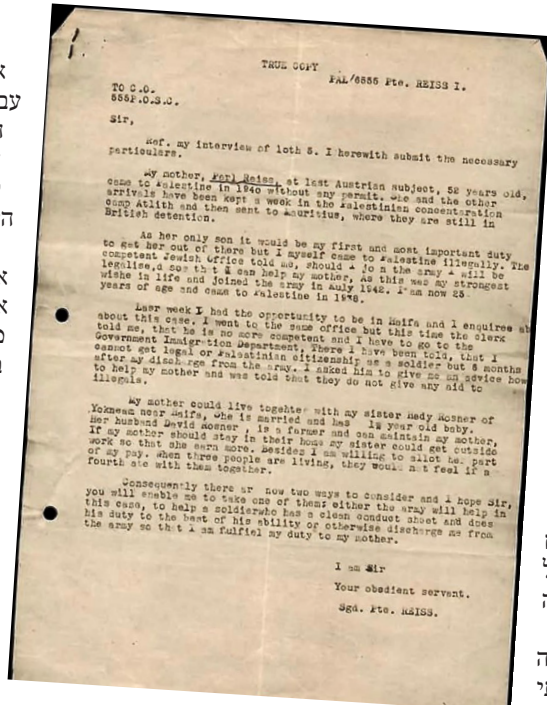 TRUE COPY
PAL/6555 Pte. REISS I.
TO C.O.
555P.O.S.C.
Sir,
Ref. my interview of loth 5. I herewith submit the necessary
particulars.
My mother, Perl Reiss, at last Austrian subject, 52 years old,
came to Palestine in 1940 without any permit. She and the other
arrivals have been kept a week in the Palestinian concentration
camp Atlith and then sent to Mauritius, where they are still in
British detention.
As her only son it would be my first and most important duty
to get her out of there but I myself came to Palestine illegally. The
competent Jewish Office told me, should I jo n the army I will be
legalise,d sos that I can help my mother, As this was my strongest
wishe in life and joined the army in Auly 1942. I'am now 25
years of age and came to Palestine in
Last week I had the opportunity to be in Haifa and I enquiree ab
about this case. I went to the same office but this time the clerk
told me, that he is no more competent and I have to go to the
Government Immigration Department. There I have been told, that I
cannot get legal or Palestinian citizenship as a soldier but 6 months
after my discharge from the army. I asked him to give me an advice how
to help my mother and was told that they do not give any aid to
illegals.
My mother could live togehter with my sister Hedy Rosner of
Yokneam near Haifa, She is married and has year old baby.
Her husband David Rosner , is a farmer and can maintain my mother,
If my mother should stay in their home my sister could get outside
work so that she earn more. Besides I am willing to allot her part
of my pay. When three people are living, they would not feel if a
fourth ate with them together.
Consequently there ar now two ways to consider and I hope Sir,
you will enable me to take one of them: either the army will help in
this case, to help a soldierwho has a clean conduct sheet and does
his duty to the best of his ability or otherwise discharge me from
the army so that I am fulfiel my duty to my mother.
I am Sir
Your obedient servant.
Sgd. Pte. REISS.